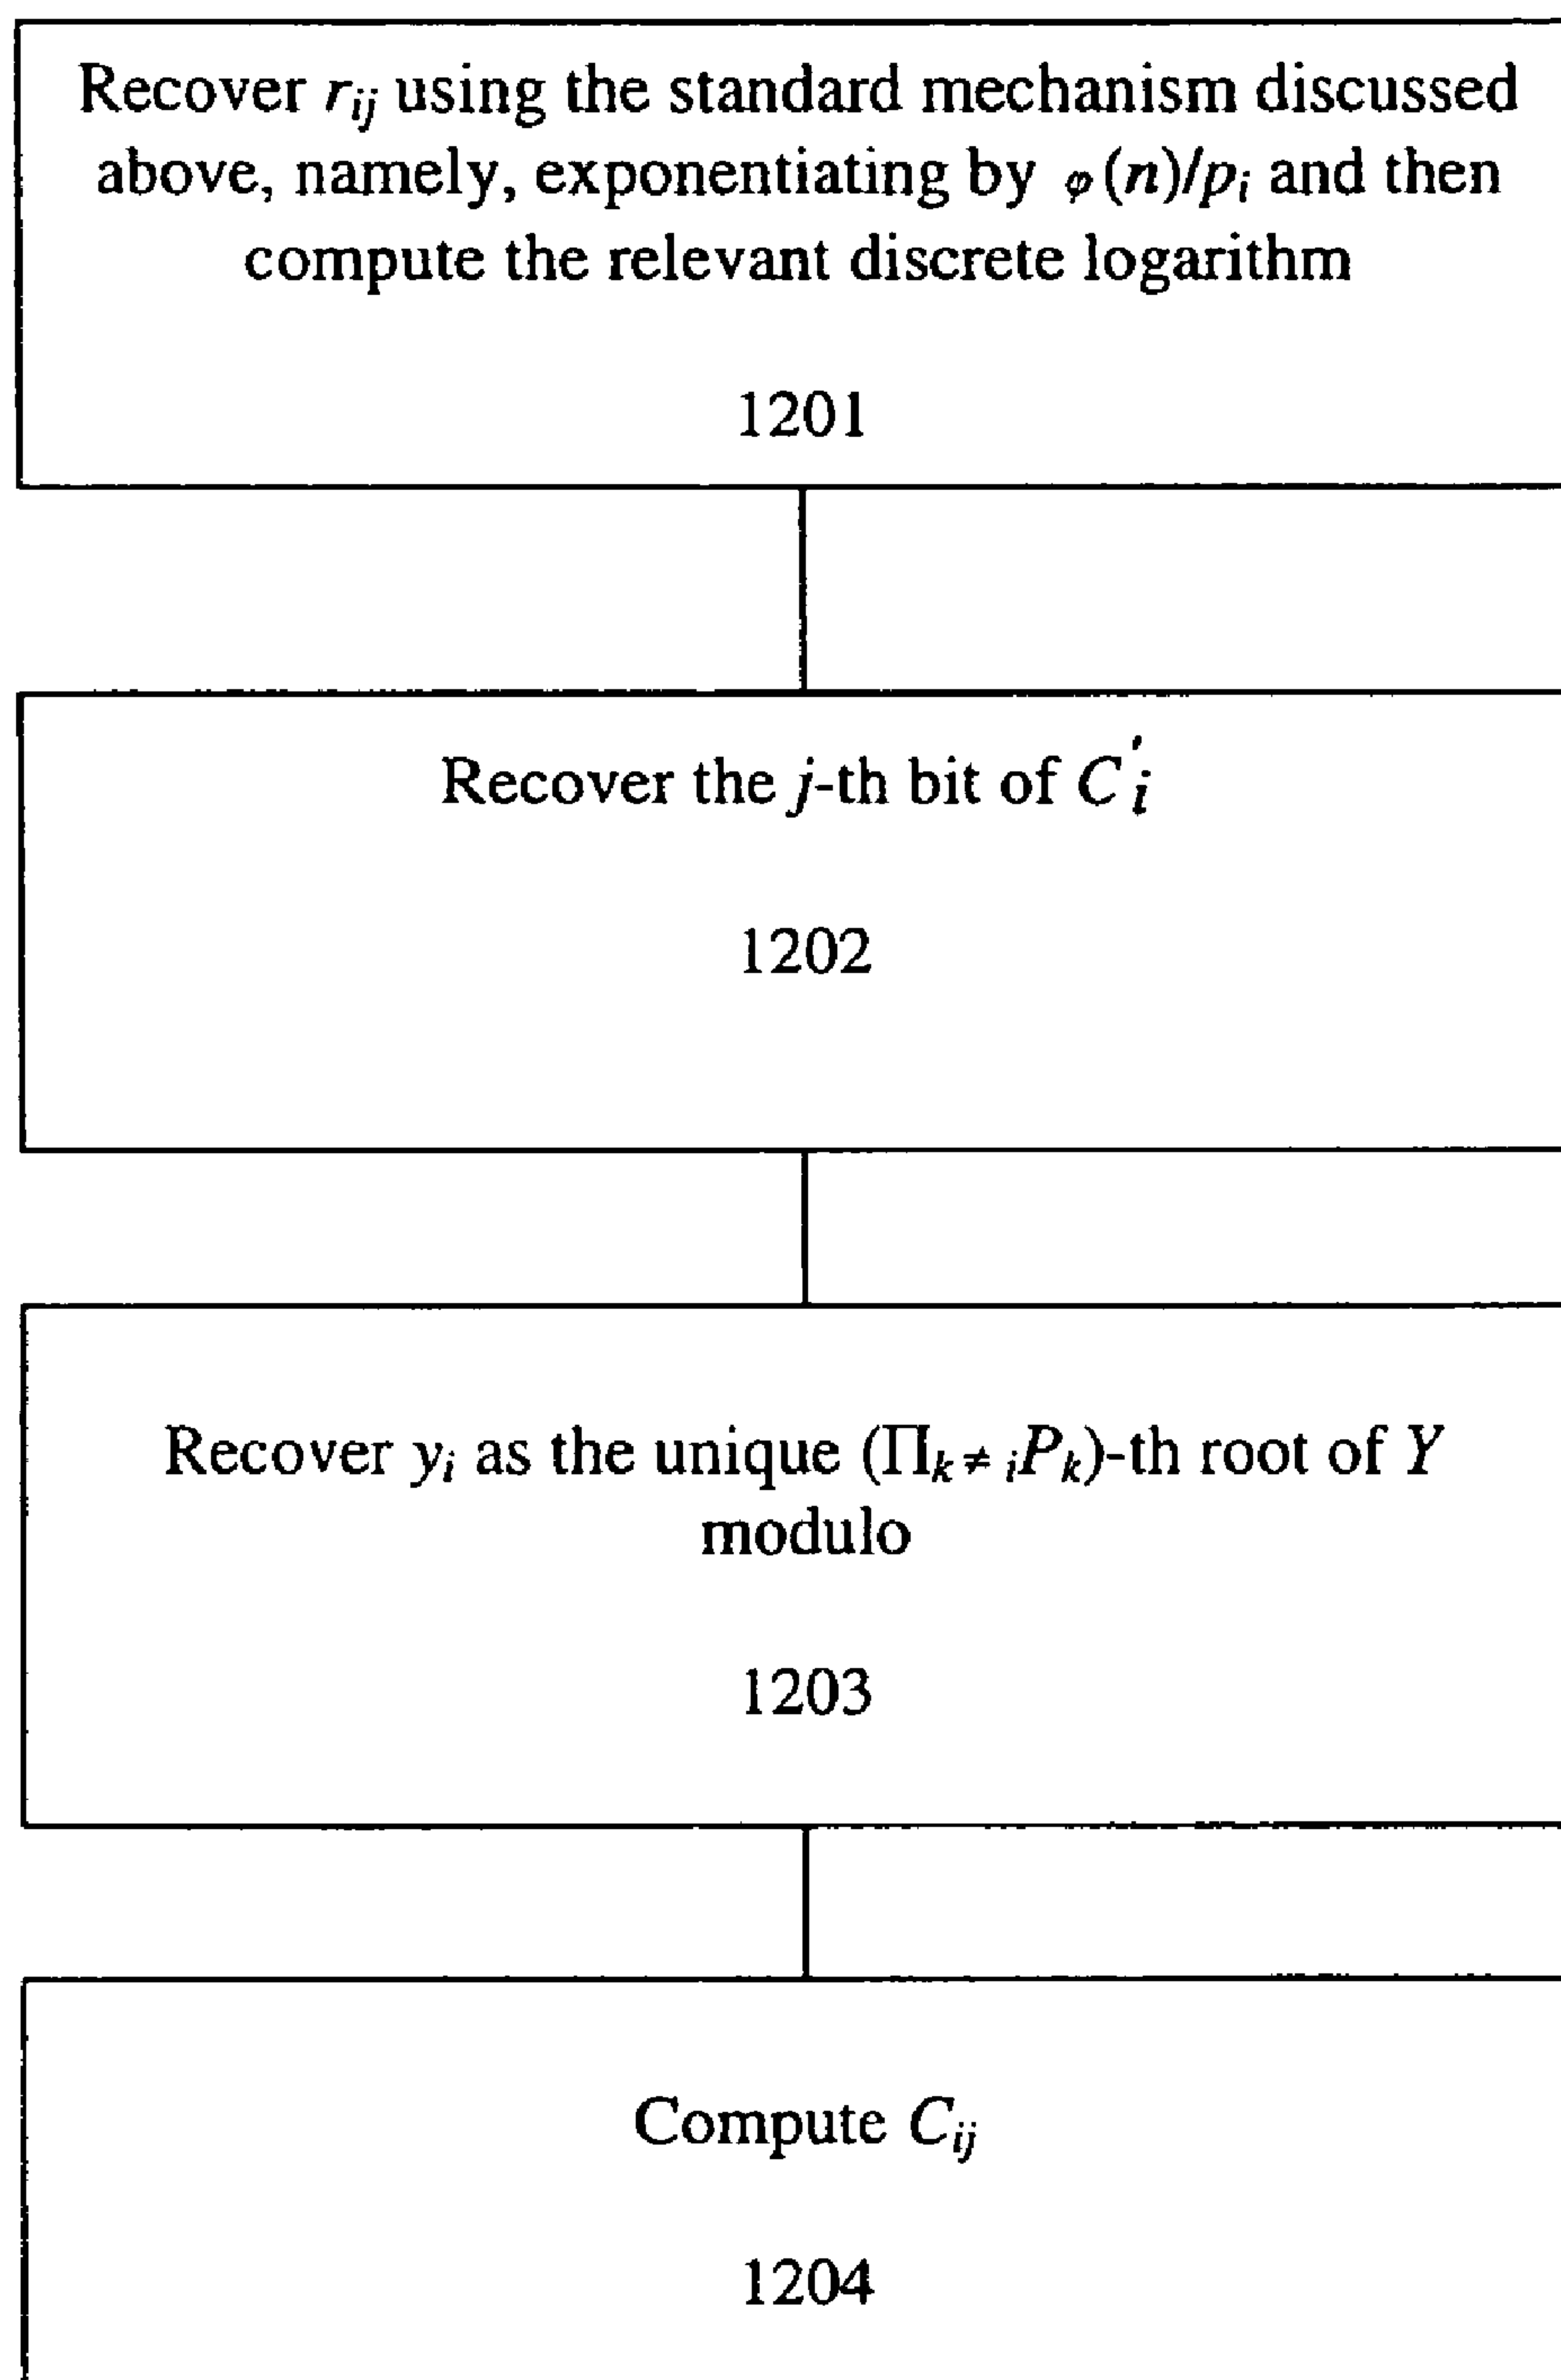 Recover r_ij using the standard mechanism discussed
above, namely, exponentiating by φ(n)/p_i and then
compute the relevant discrete logarithm
1201
Recover the j-th bit of C'_i
1202
Recover y_i as the unique (Π_k≠i P_k)-th root of Y
modulo
1203
Compute C_ij
1204